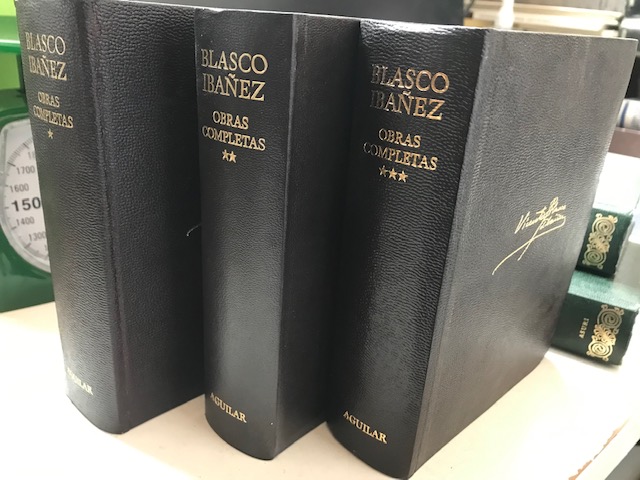 BLASCO
IBAÑEZ
OBRAS
COMPLETAS
*
AGUILAR
BLASCO
IBAÑEZ
OBRAS
COMPLETAS
**
AGUILAR
BLASCO
IBAÑEZ
OBRAS
COMPLETAS
***
AGUILAR
1700
1600
150
1400
1300